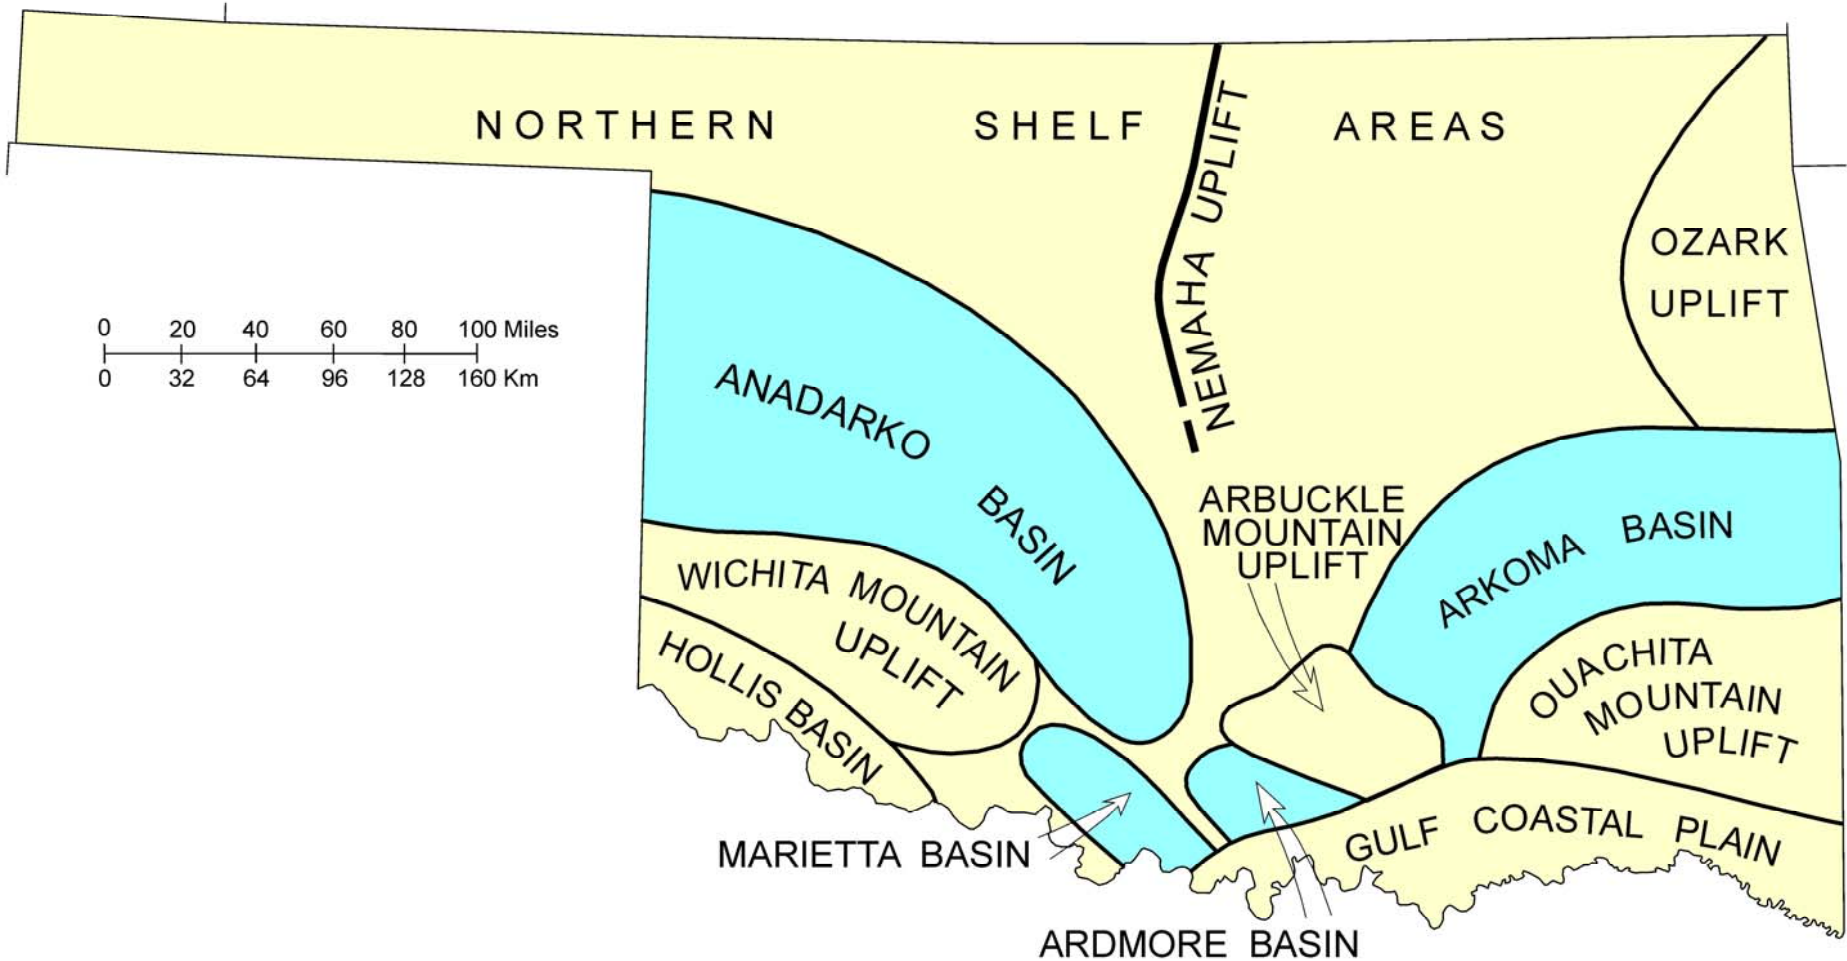 NORTHERN SHELF AREAS
NEMAHA UPLIFT
OZARK
UPLIFT
0 20 40 60 80 100 Miles
0 32 64 96 128 160 Km
ANADARKO BASIN
ARBUCKLE
MOUNTAIN
UPLIFT
ARKOMA BASIN
WICHITA MOUNTAIN
UPLIFT
HOLLIS BASIN
OUACHITA
MOUNTAIN
UPLIFT
MARIETTA BASIN
GULF COASTAL PLAIN
ARDMORE BASIN